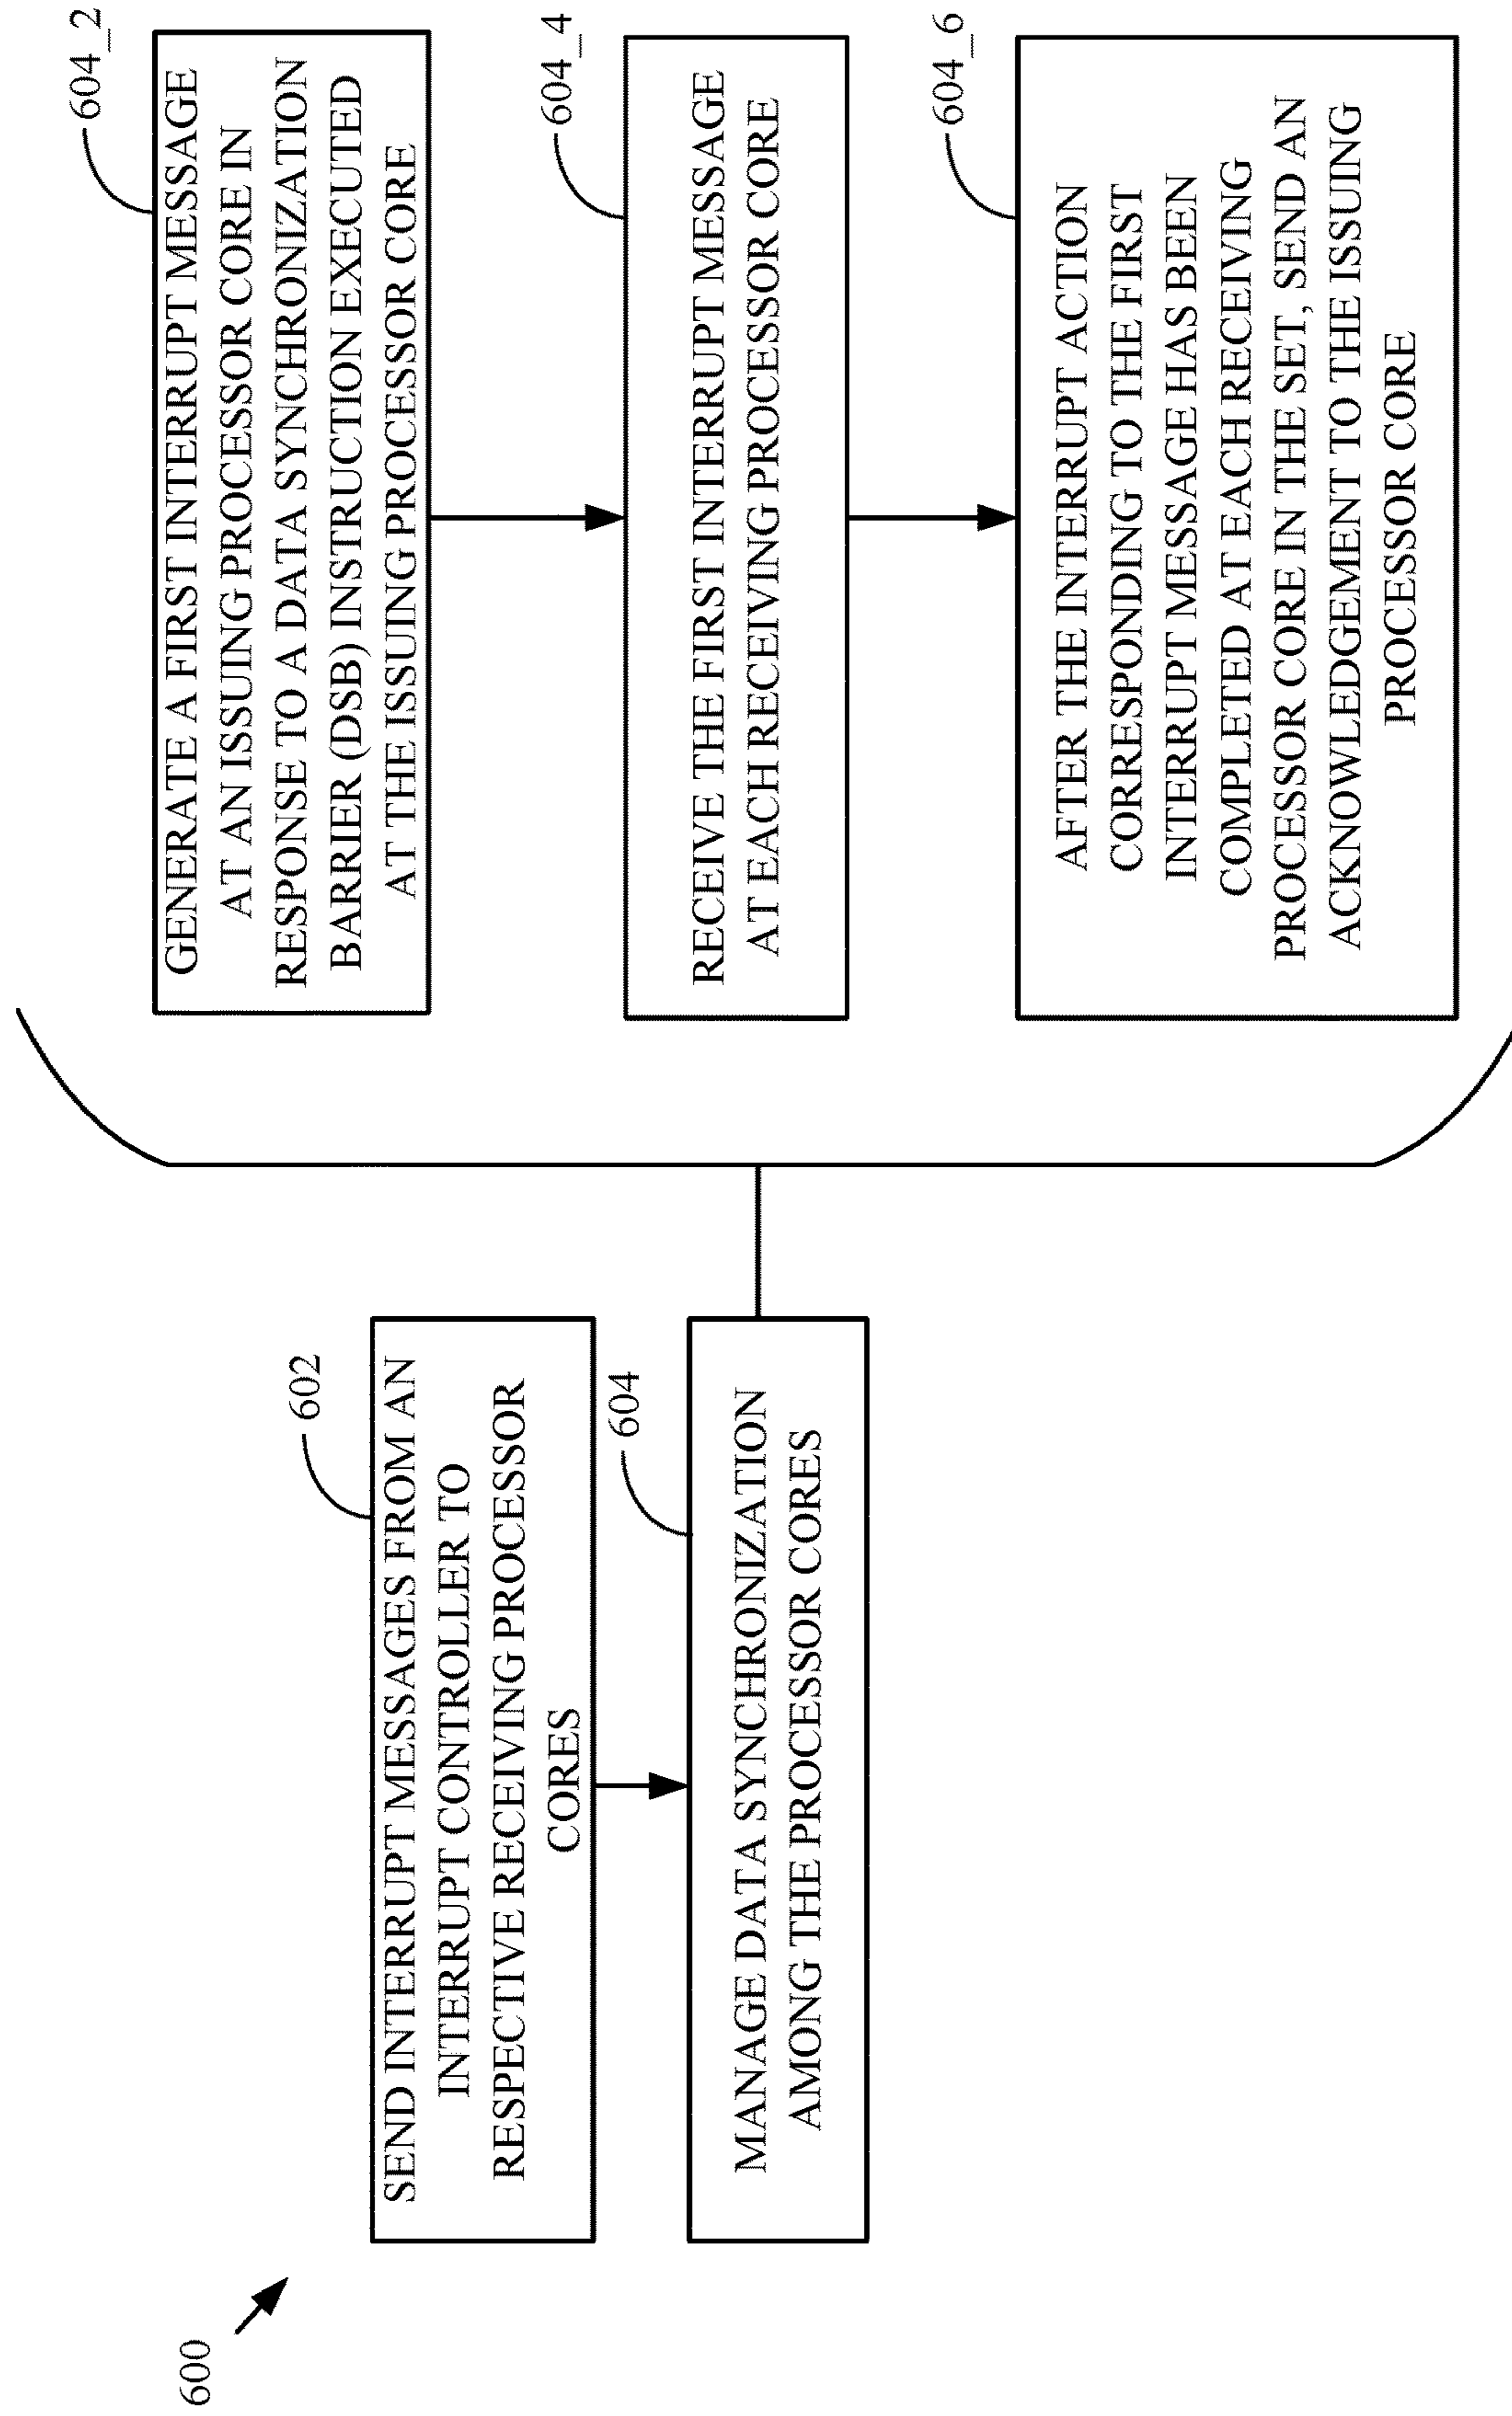 600
602
SEND INTERRUPT MESSAGES FROM AN
INTERRUPT CONTROLLER TO
RESPECTIVE RECEIVING PROCESSOR
CORES
604
MANAGE DATA SYNCHRONIZATION
AMONG THE PROCESSOR CORES
604_2
GENERATE A FIRST INTERRUPT MESSAGE
AT AN ISSUING PROCESSOR CORE IN
RESPONSE TO A DATA SYNCHRONIZATION
BARRIER (DSB) INSTRUCTION EXECUTED
AT THE ISSUING PROCESSOR CORE
604_4
RECEIVE THE FIRST INTERRUPT MESSAGE
AT EACH RECEIVING PROCESSOR CORE
604_6
AFTER THE INTERRUPT ACTION
CORRESPONDING TO THE FIRST
INTERRUPT MESSAGE HAS BEEN
COMPLETED AT EACH RECEIVING
PROCESSOR CORE IN THE SET, SEND AN
ACKNOWLEDGEMENT TO THE ISSUING
PROCESSOR CORE